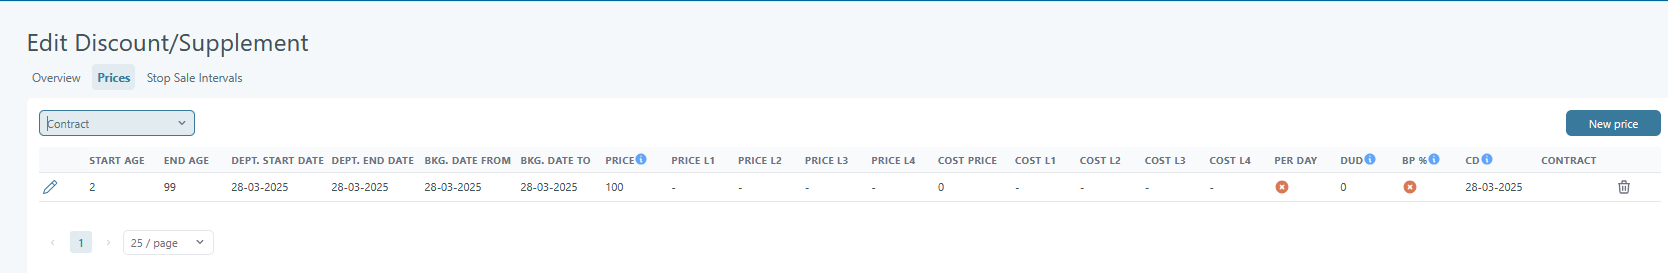 Edit Discount/Supplement
Overview Prices Stop Sale Intervals
Contract New price
START AGE END AGE DEPT. START DATE DEPT. END DATE BKG. DATE FROM BKG. DATE TO PRICE PRICE L1 PRICE L2 PRICE L3 PRICE L4 COST PRICE COST L1 COST L2 COST L3 COST L4 PER DAY DUD BP % CD CONTRACT
2 99 28-03-2025 28-03-2025 28-03-2025 28-03-2025 100 - - - - 0 - - - - 0 28-03-2025
1 25 / page